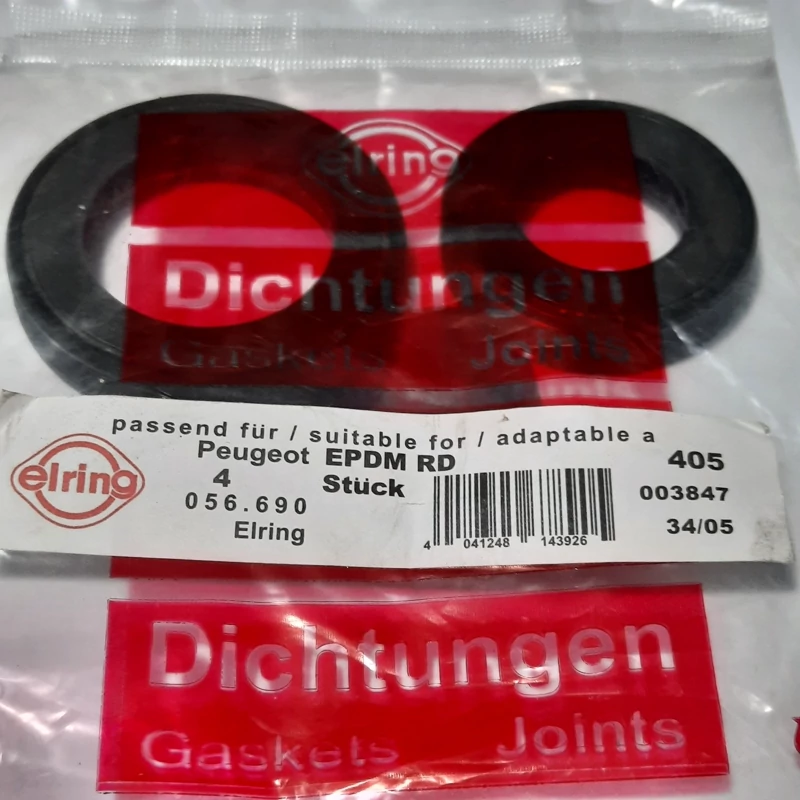 elring
Dichtungen
Gaskets Joints
passend für / suitable for / adaptable a
elring
Peugeot EPDM RD 405
4 Stück 003847
056.690
Elring 34/05
4 041248 143926
Dichtungen
Gaskets Joints